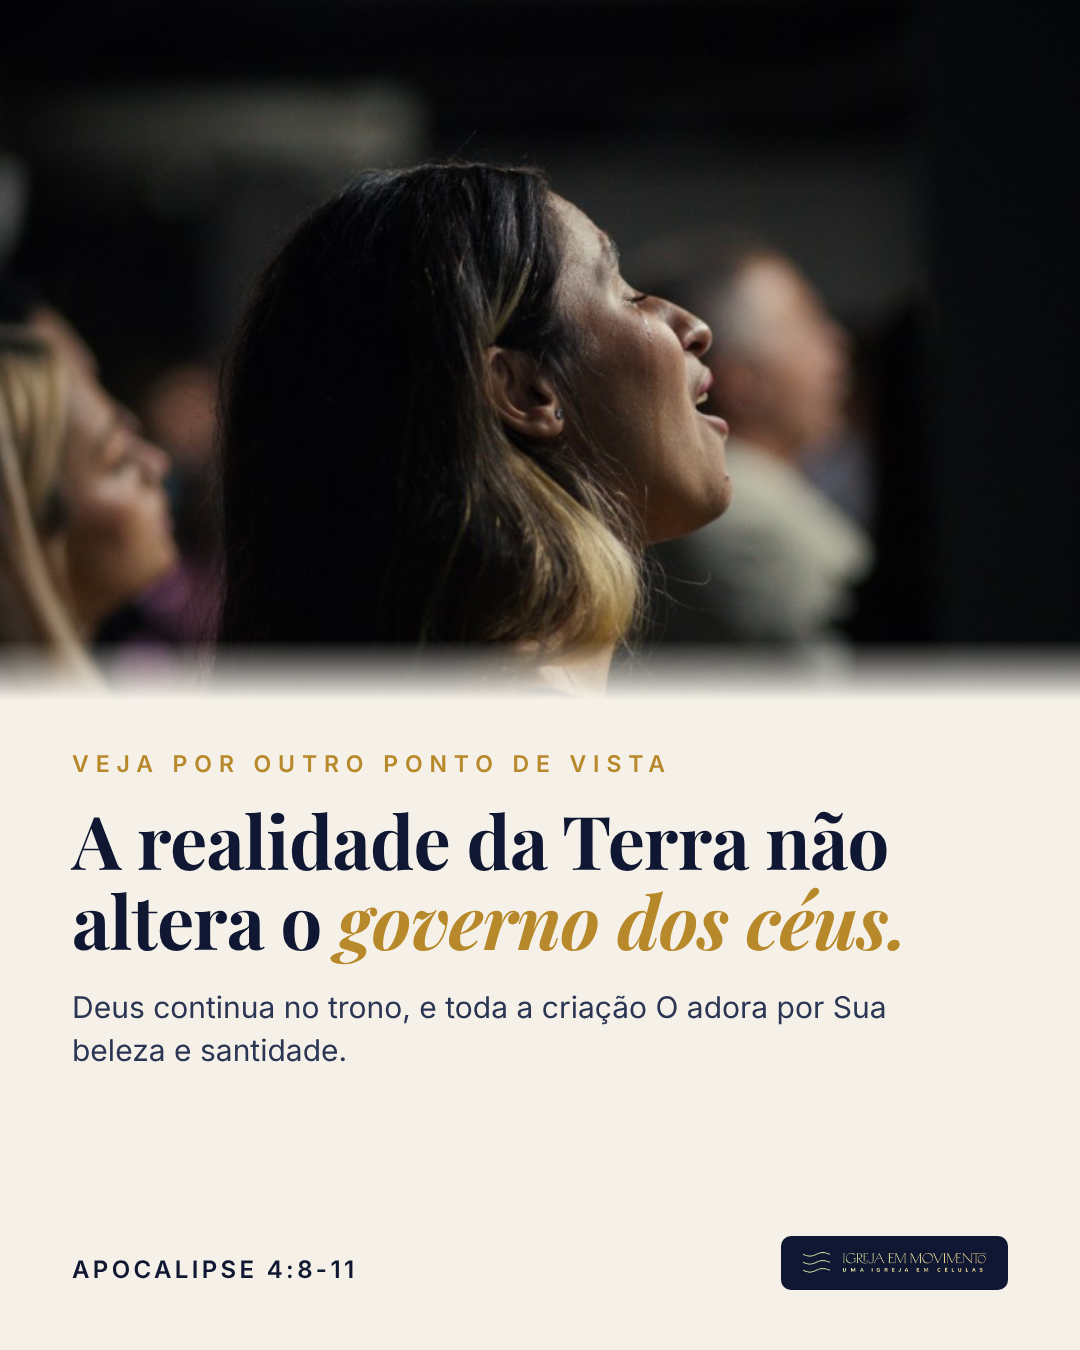 VEJA POR OUTRO PONTO DE VISTA
A realidade da Terra não
altera o governo dos céus.
Deus continua no trono, e toda a criação O adora por Sua
beleza e santidade.
APOCALIPSE 4:8-11
IGREJA EM MOVIMENTO
UMA IGREJA EM CÉLULAS